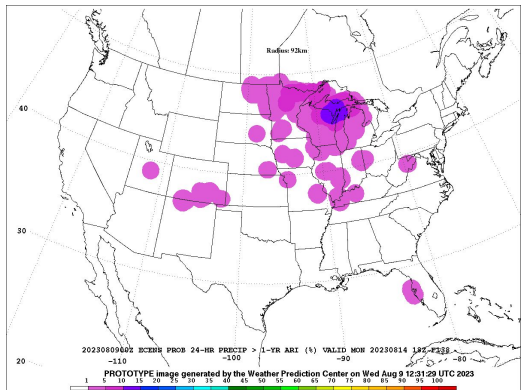 Radius: 92km
40
30
20
-110
-100
-90
-80
2023080900Z ECENS PROB 24-HR PRECIP > 1-YR ARI (%) VALID MON 20230814 18Z F138
PROTOTYPE image generated by the Weather Prediction Center on Wed Aug 9 12:31:29 UTC 2023
1 5 10 15 20 25 30 35 40 45 50 55 60 65 70 75 80 85 90 95 100